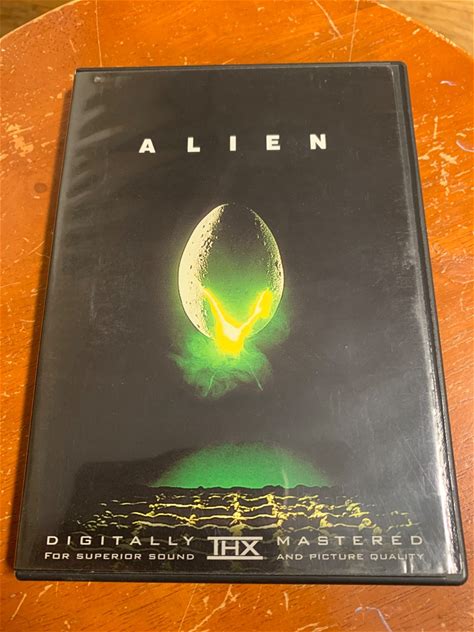 ALIEN
DIGITALLY THX MASTERED
FOR SUPERIOR SOUND AND PICTURE QUALITY